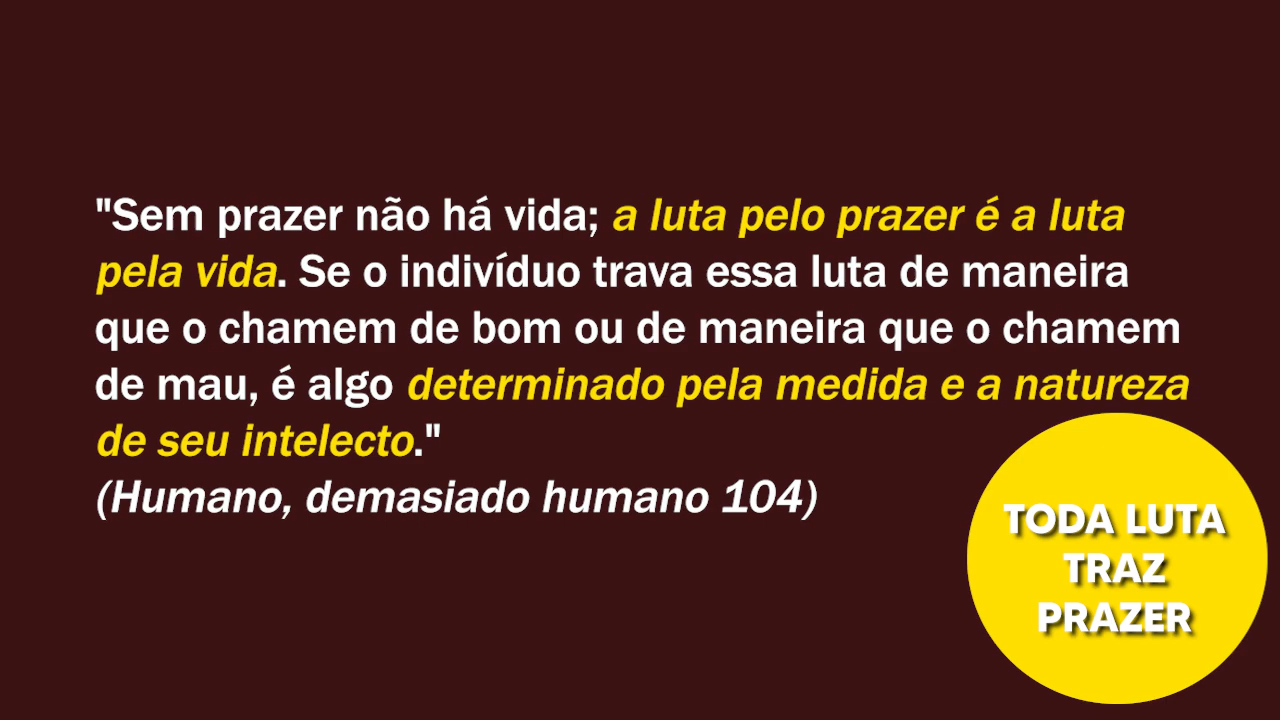 "Sem prazer não há vida; a luta pelo prazer é a luta
pela vida. Se o indivíduo trava essa luta de maneira
que o chamem de bom ou de maneira que o chamem
de mau, é algo determinado pela medida e a natureza
de seu intelecto."
(Humano, demasiado humano 104)
TODA LUTA
TRAZ
PRAZER